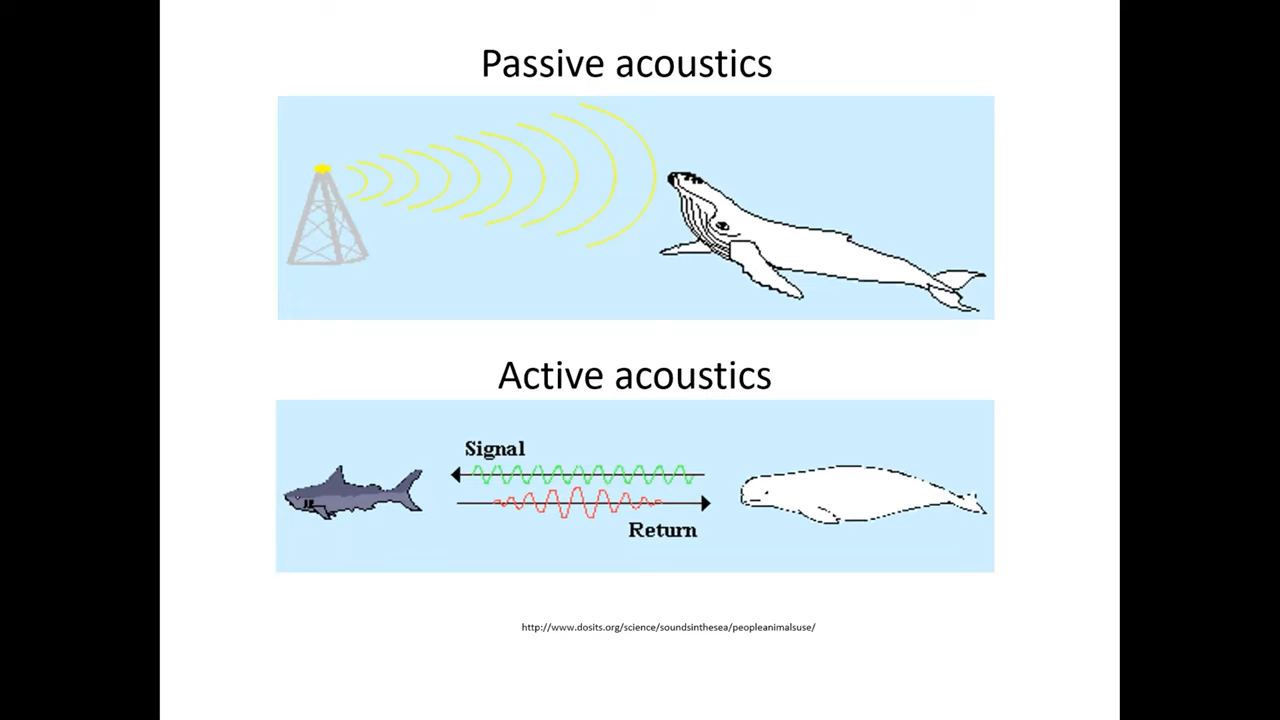 Passive acoustics
Active acoustics
Signal
Return
http://www.dosits.org/science/soundsinthesea/peopleanimalsuse/